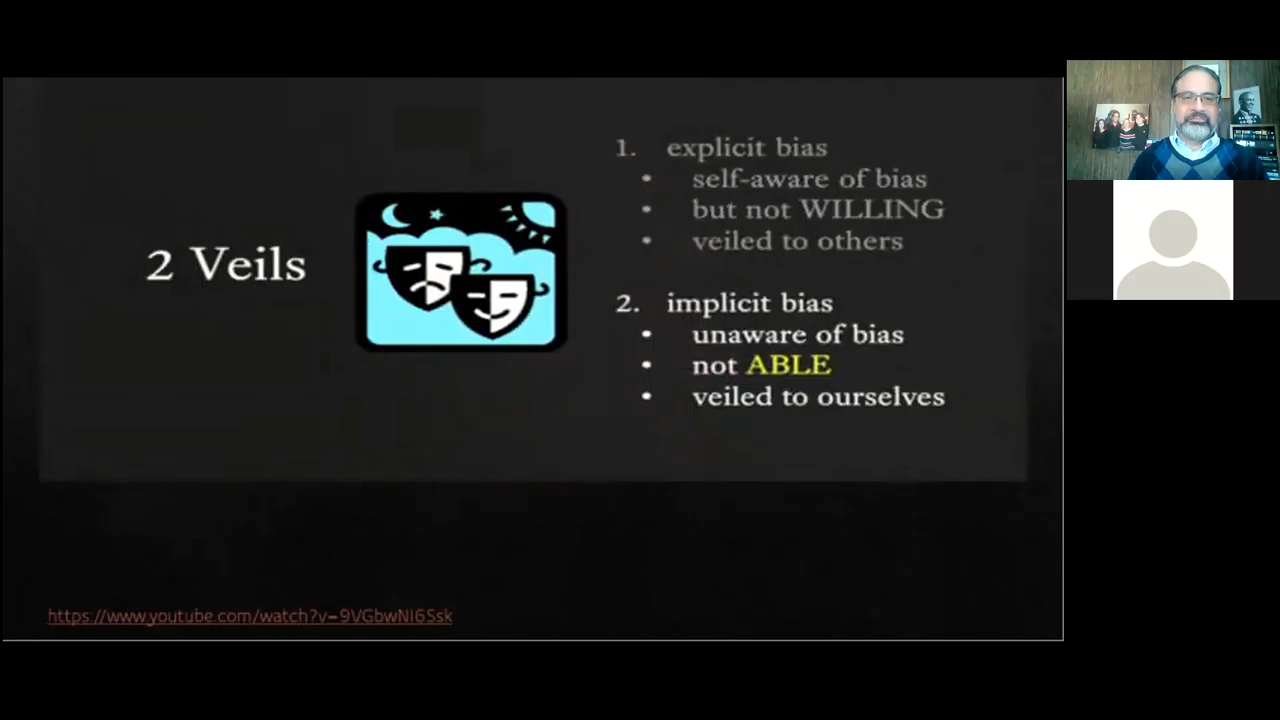 2 Veils
1. explicit bias
• self-aware of bias
• but not WILLING
• veiled to others
2. implicit bias
• unaware of bias
• not ABLE
• veiled to ourselves
https://www.youtube.com/watch?v=9VGbwNI6Ssk